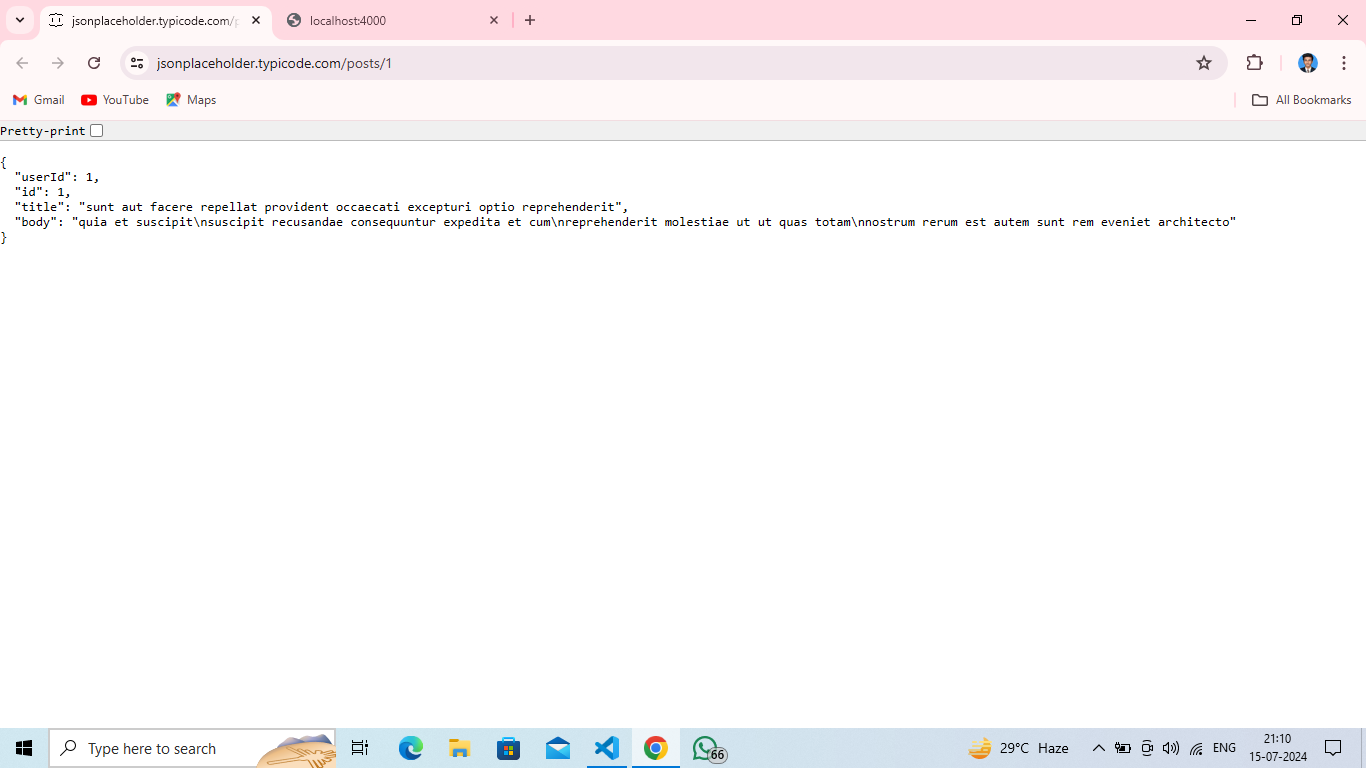 jsonplaceholder.typicode.com/p
localhost:4000
jsonplaceholder.typicode.com/posts/1
Gmail YouTube Maps All Bookmarks
Pretty-print
{
"userId": 1,
"id": 1,
"title": "sunt aut facere repellat provident occaecati excepturi optio reprehenderit",
"body": "quia et suscipit\nsuscipit recusandae consequuntur expedita et cum\nreprehenderit molestiae ut ut quas totam\nnostrum rerum est autem sunt rem eveniet architecto"
}
Type here to search
66
29°C Haze
ENG
21:10
15-07-2024